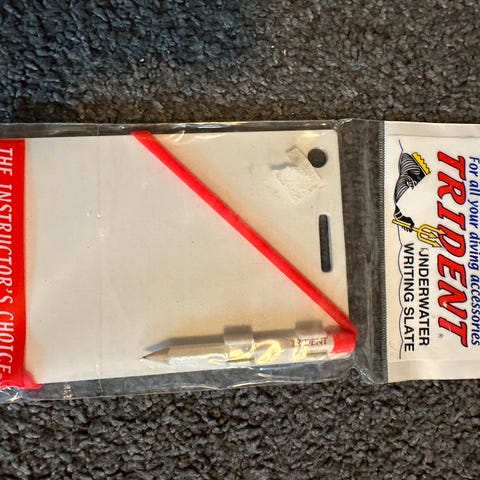 For all your diving accessories
TRIDENT®
UNDERWATER
WRITING SLATE
TRIDENT
THE INSTRUCTOR'S CHOICE